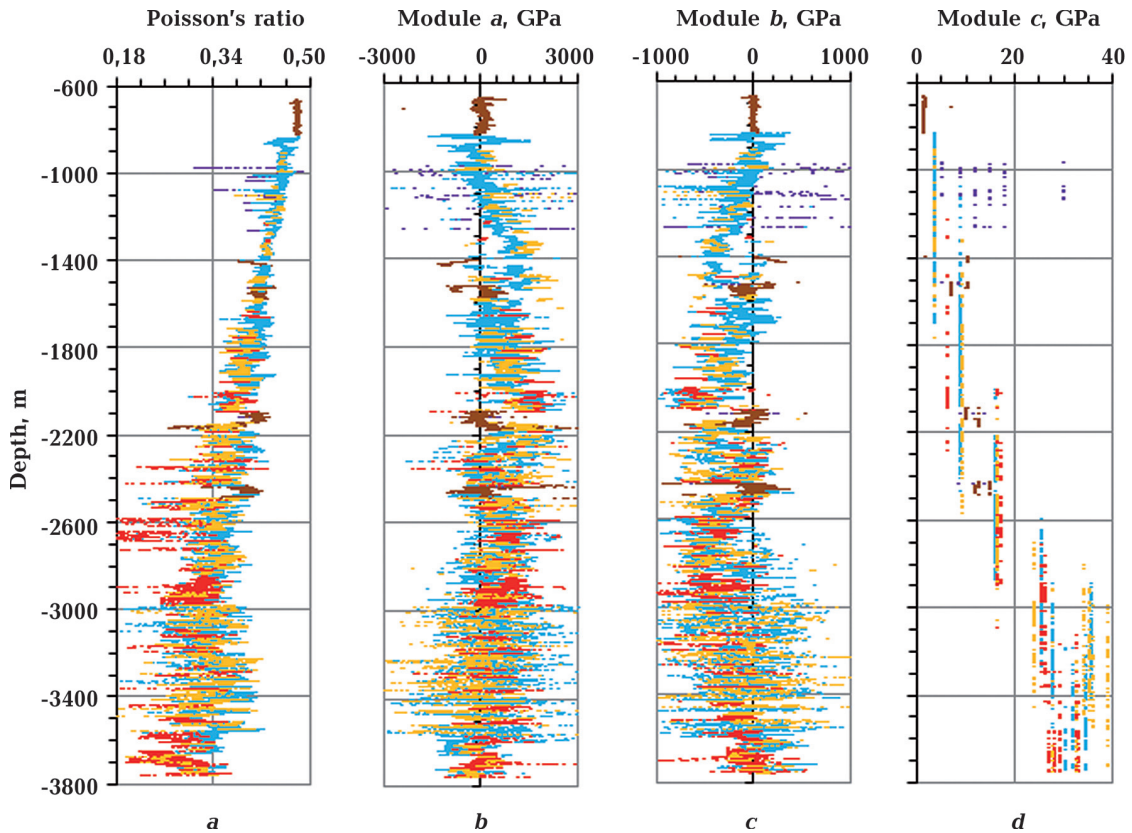 Poisson's ratio Module a, GPa Module b, GPa Module c, GPa
0,18 0,34 0,50 -3000 0 3000 -1000 0 1000 0 20 40
-600
-1000
-1400
-1800
-2200
-2600
-3000
-3400
-3800
Depth, m
a b c d